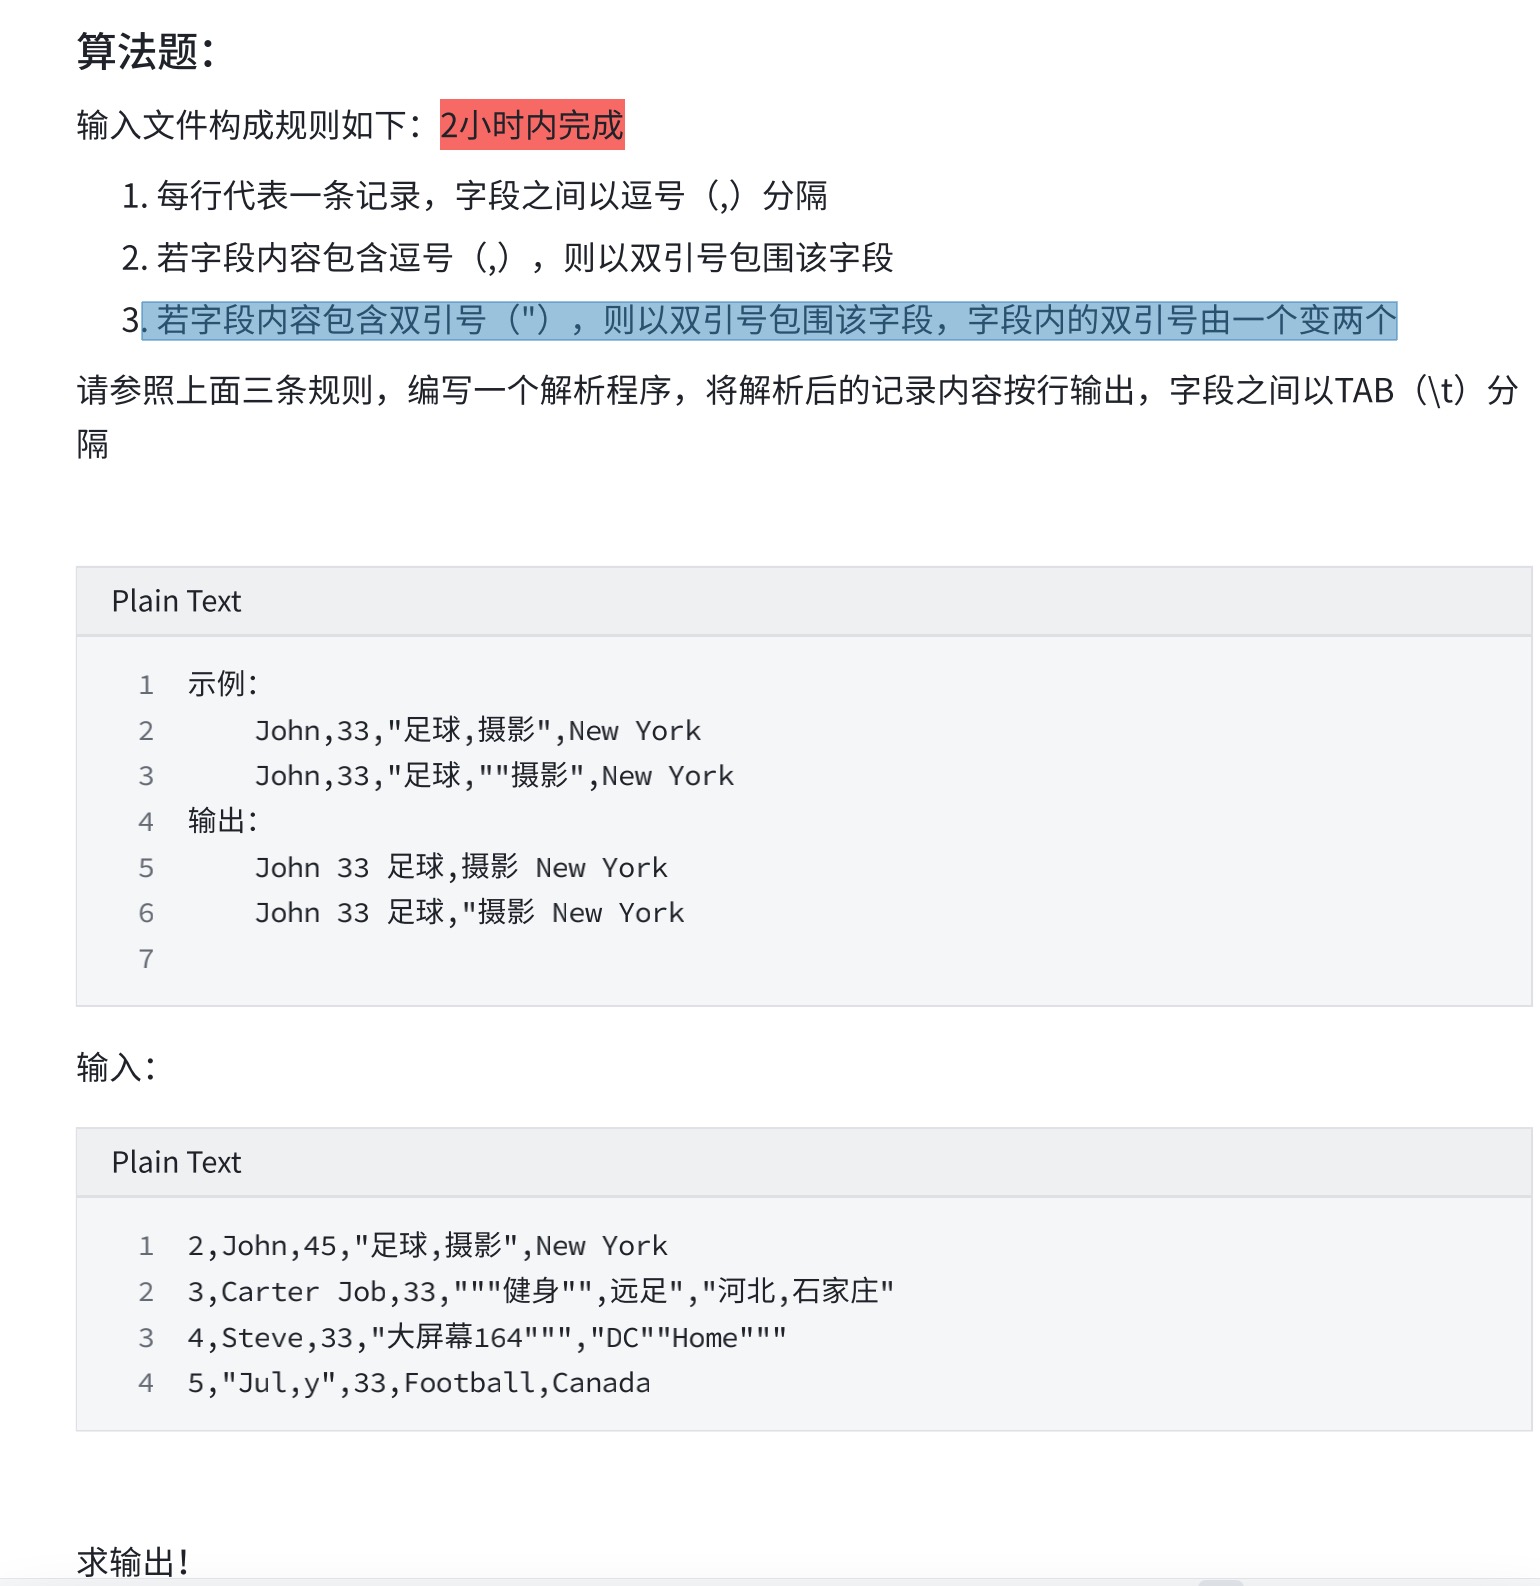 算法题：
输入文件构成规则如下：2小时内完成
1. 每行代表一条记录，字段之间以逗号（,）分隔
2. 若字段内容包含逗号（,），则以双引号包围该字段
3. 若字段内容包含双引号（"），则以双引号包围该字段，字段内的双引号由一个变两个
请参照上面三条规则，编写一个解析程序，将解析后的记录内容按行输出，字段之间以TAB（\t）分
隔
Plain Text
1 示例：
2 John,33,"足球,摄影",New York
3 John,33,"足球,""摄影",New York
4 输出：
5 John 33 足球,摄影 New York
6 John 33 足球,"摄影 New York
7
输入：
Plain Text
1 2,John,45,"足球,摄影",New York
2 3,Carter Job,33,"""健身"",远足","河北,石家庄"
3 4,Steve,33,"大屏幕164""","DC""Home"""
4 5,"Jul,y",33,Football,Canada
求输出！